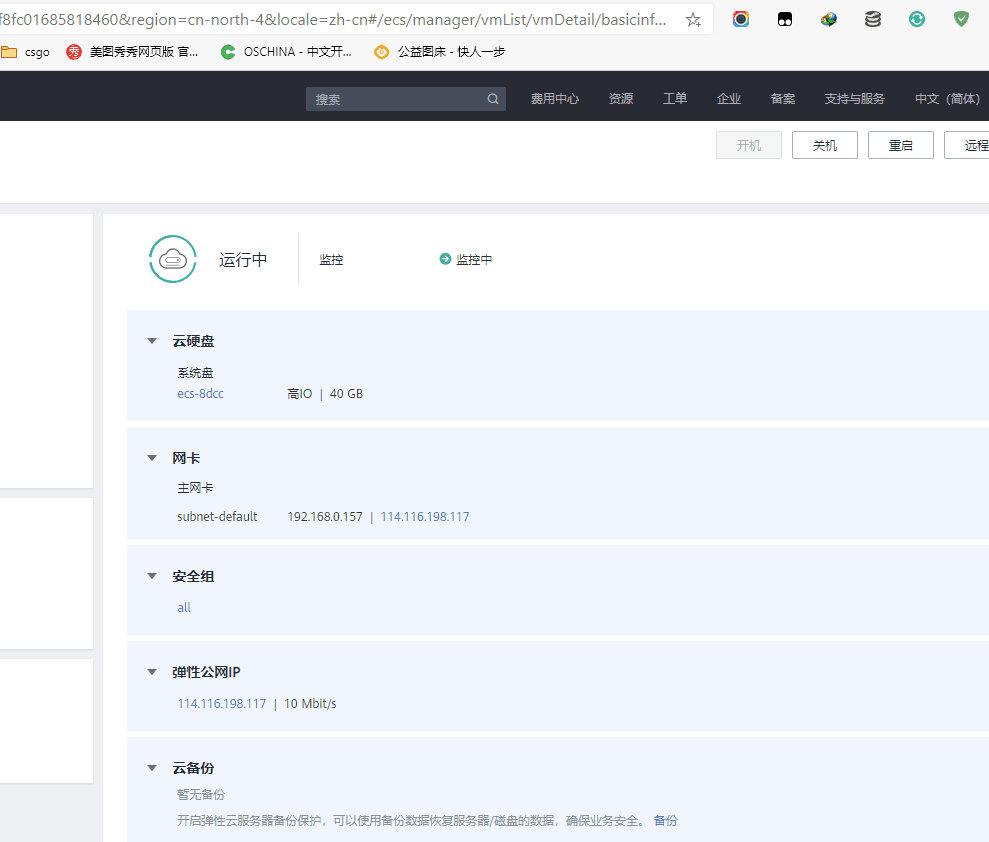 f8fc01685818460&region=cn-north-4&locale=zh-cn#/ecs/manager/vmList/vmDetail/basicinf...
csgo 美图秀秀网页版 官... OSCHINA - 中文开... 公益图床 - 快人一步
搜索 费用中心 资源 工单 企业 备案 支持与服务 中文（简体）
开机 关机 重启 远程
运行中 监控 监控中
云硬盘
系统盘
ecs-8dcc 高IO | 40 GB
网卡
主网卡
subnet-default 192.168.0.157 | 114.116.198.117
安全组
all
弹性公网IP
114.116.198.117 | 10 Mbit/s
云备份
暂无备份
开启弹性云服务器备份保护，可以使用备份数据恢复服务器/磁盘的数据，确保业务安全。 备份